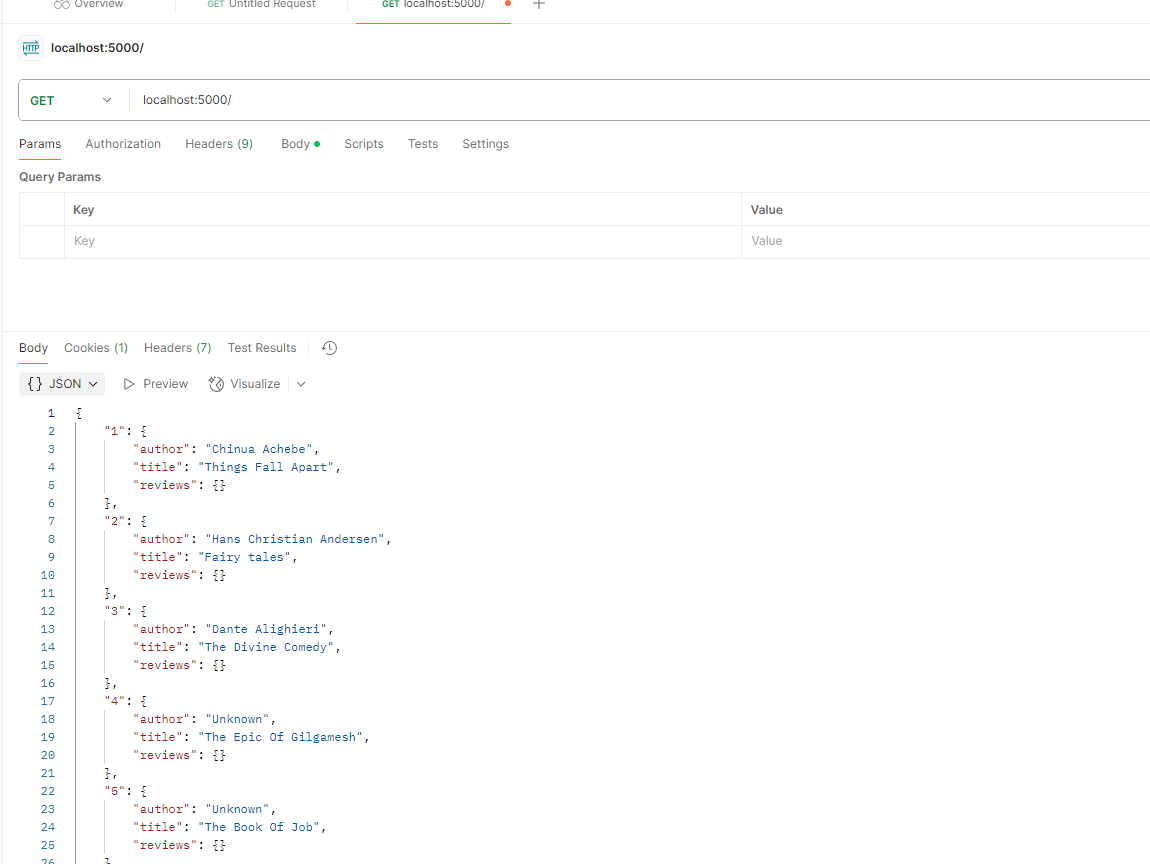 Overview GET Untitled Request GET localhost:5000/
HTTP localhost:5000/
GET localhost:5000/
Params Authorization Headers (9) Body Scripts Tests Settings
Query Params
Key Value
Key Value
Body Cookies (1) Headers (7) Test Results
{} JSON Preview Visualize
1 {
2 "1": {
3 "author": "Chinua Achebe",
4 "title": "Things Fall Apart",
5 "reviews": {}
6 },
7 "2": {
8 "author": "Hans Christian Andersen",
9 "title": "Fairy tales",
10 "reviews": {}
11 },
12 "3": {
13 "author": "Dante Alighieri",
14 "title": "The Divine Comedy",
15 "reviews": {}
16 },
17 "4": {
18 "author": "Unknown",
19 "title": "The Epic Of Gilgamesh",
20 "reviews": {}
21 },
22 "5": {
23 "author": "Unknown",
24 "title": "The Book Of Job",
25 "reviews": {}
26 }